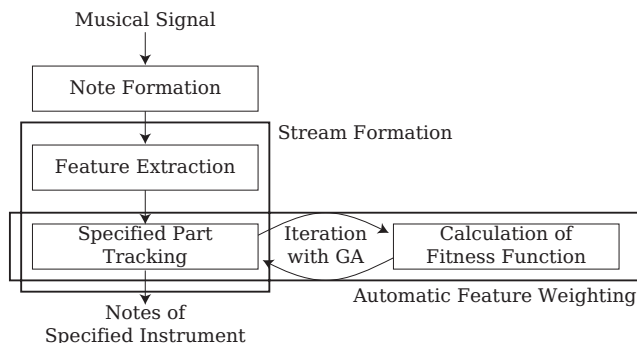 Musical Signal
Note Formation
Stream Formation
Feature Extraction
Specified Part
Tracking
Iteration
with GA
Calculation of
Fitness Function
Automatic Feature Weighting
Notes of
Specified Instrument